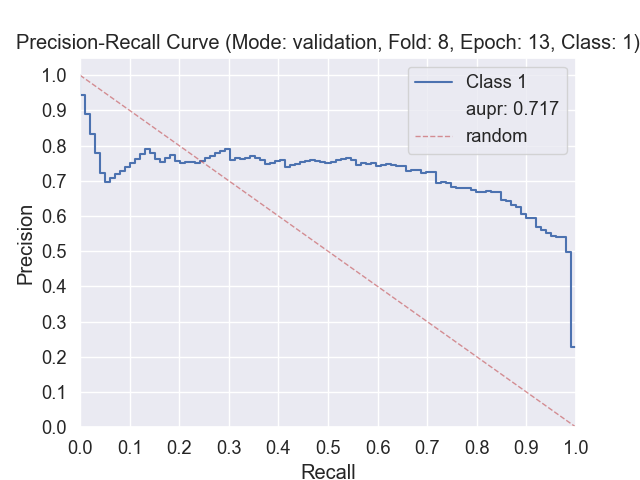 Precision-Recall Curve (Mode: validation, Fold: 8, Epoch: 13, Class: 1)
Class 1
aupr: 0.717
random
Precision
1.0
0.9
0.8
0.7
0.6
0.5
0.4
0.3
0.2
0.1
0.0
0.0 0.1 0.2 0.3 0.4 0.5 0.6 0.7 0.8 0.9 1.0
Recall